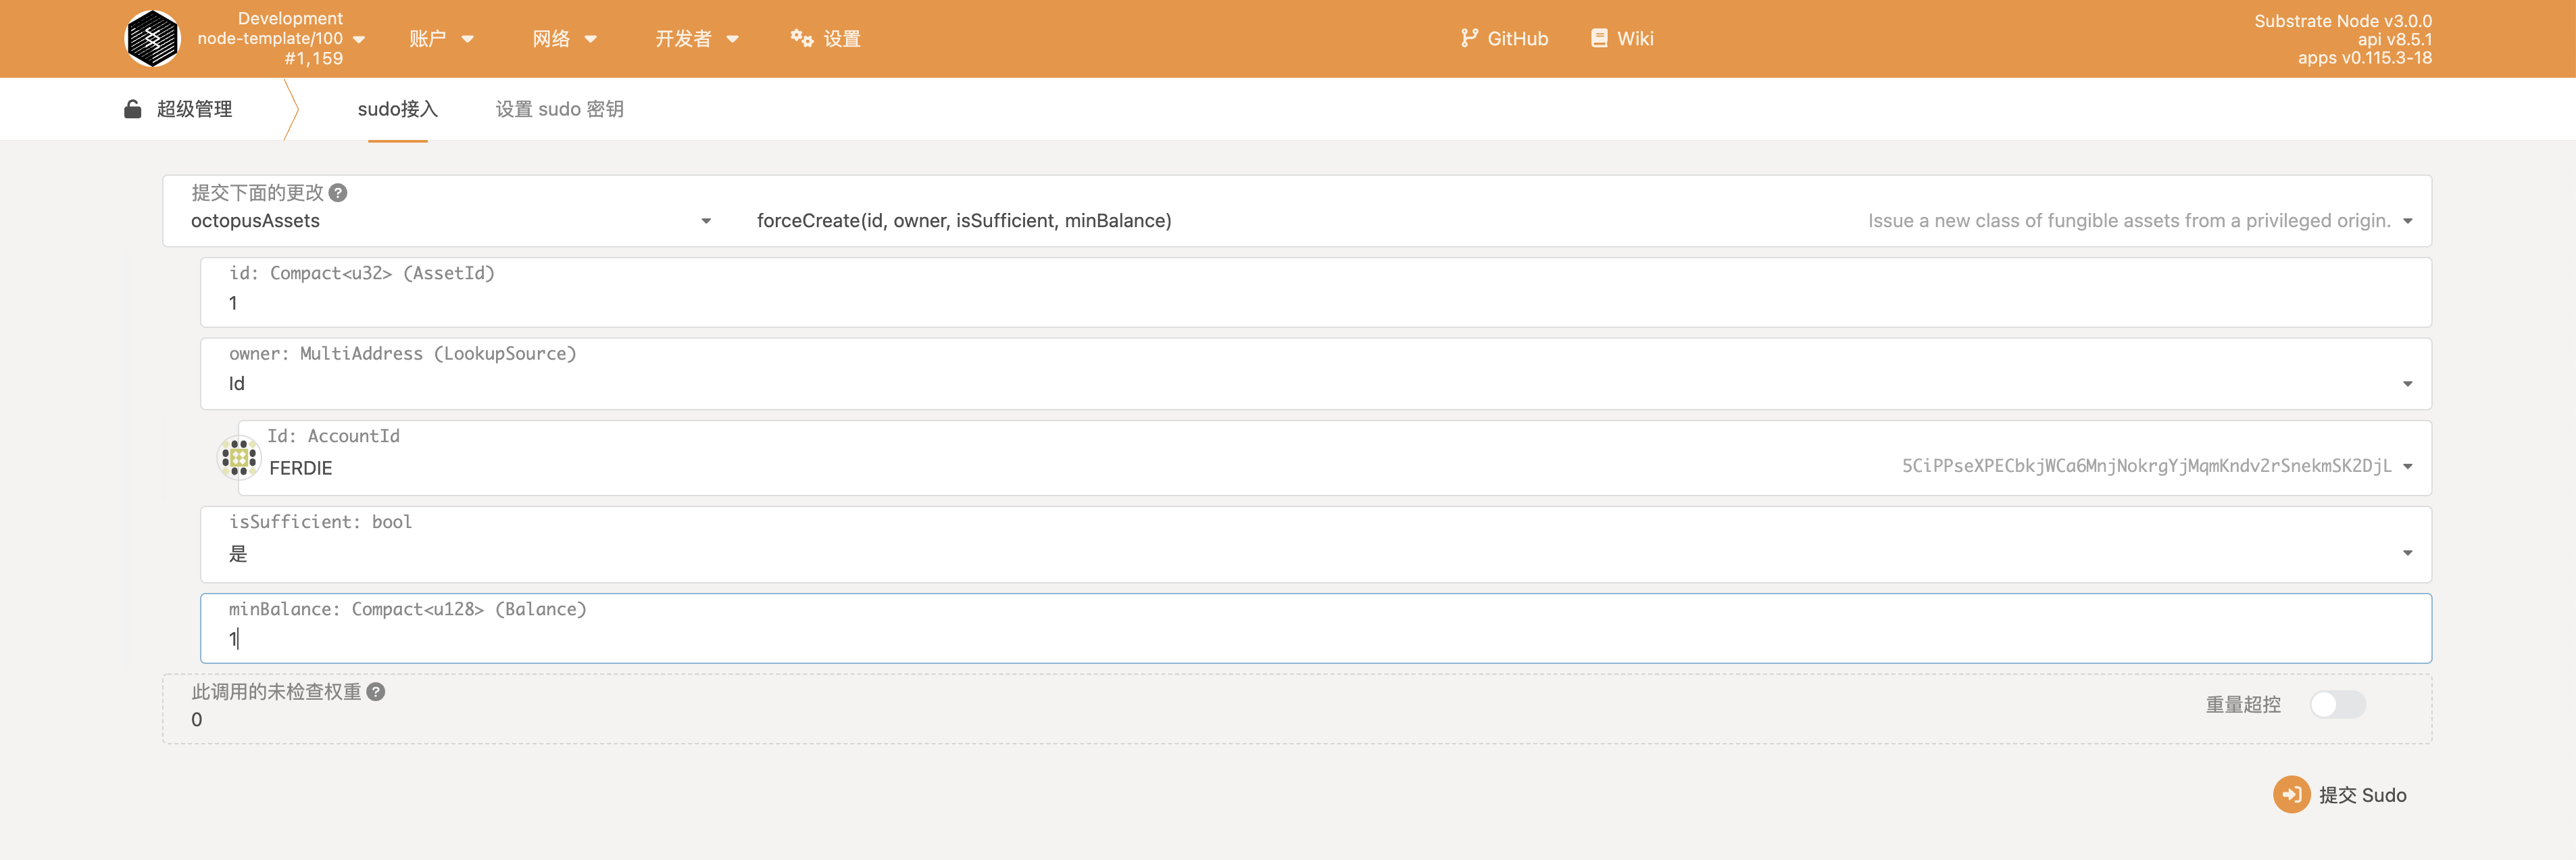 Development
node-template/100
#1,159
账户
网络
开发者
设置
GitHub
Wiki
Substrate Node v3.0.0
api v8.5.1
apps v0.115.3-18
超级管理
sudo接入
设置 sudo 密钥
提交下面的更改
octopusAssets
forceCreate(id, owner, isSufficient, minBalance)
Issue a new class of fungible assets from a privileged origin.
id: Compact<u32> (AssetId)
1
owner: MultiAddress (LookupSource)
Id
Id: AccountId
FERDIE
5CiPPseXPECbkjWCa6MnjNokrgYjMqmKndv2rSnekmSK2DjL
isSufficient: bool
是
minBalance: Compact<u128> (Balance)
1
此调用的未检查权重
0
重量超控
提交 Sudo